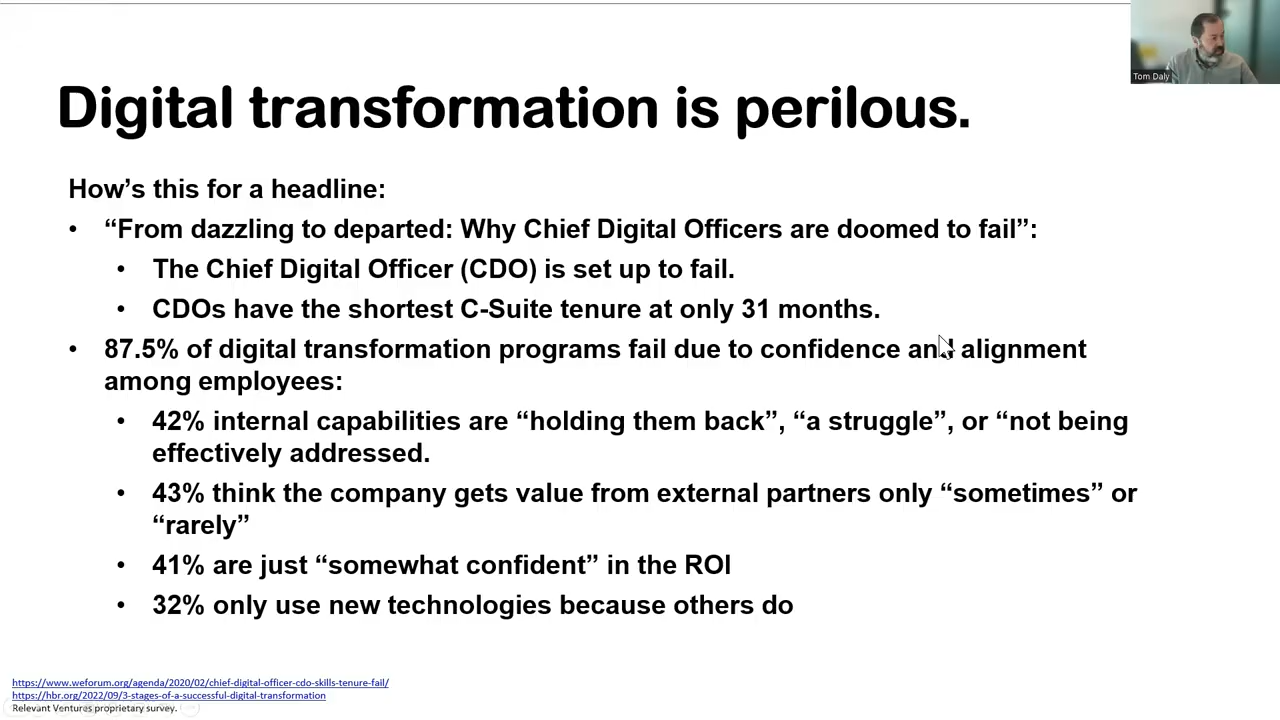 Tom Daly
Digital transformation is perilous.
How’s this for a headline:
• “From dazzling to departed: Why Chief Digital Officers are doomed to fail”:
• The Chief Digital Officer (CDO) is set up to fail.
• CDOs have the shortest C-Suite tenure at only 31 months.
• 87.5% of digital transformation programs fail due to confidence and alignment
among employees:
• 42% internal capabilities are “holding them back”, “a struggle”, or “not being
effectively addressed.
• 43% think the company gets value from external partners only “sometimes” or
“rarely”
• 41% are just “somewhat confident” in the ROI
• 32% only use new technologies because others do
https://www.weforum.org/agenda/2020/02/chief-digital-officer-cdo-skills-tenure-fail/
https://hbr.org/2022/09/3-stages-of-a-successful-digital-transformation
Relevant Ventures proprietary survey.